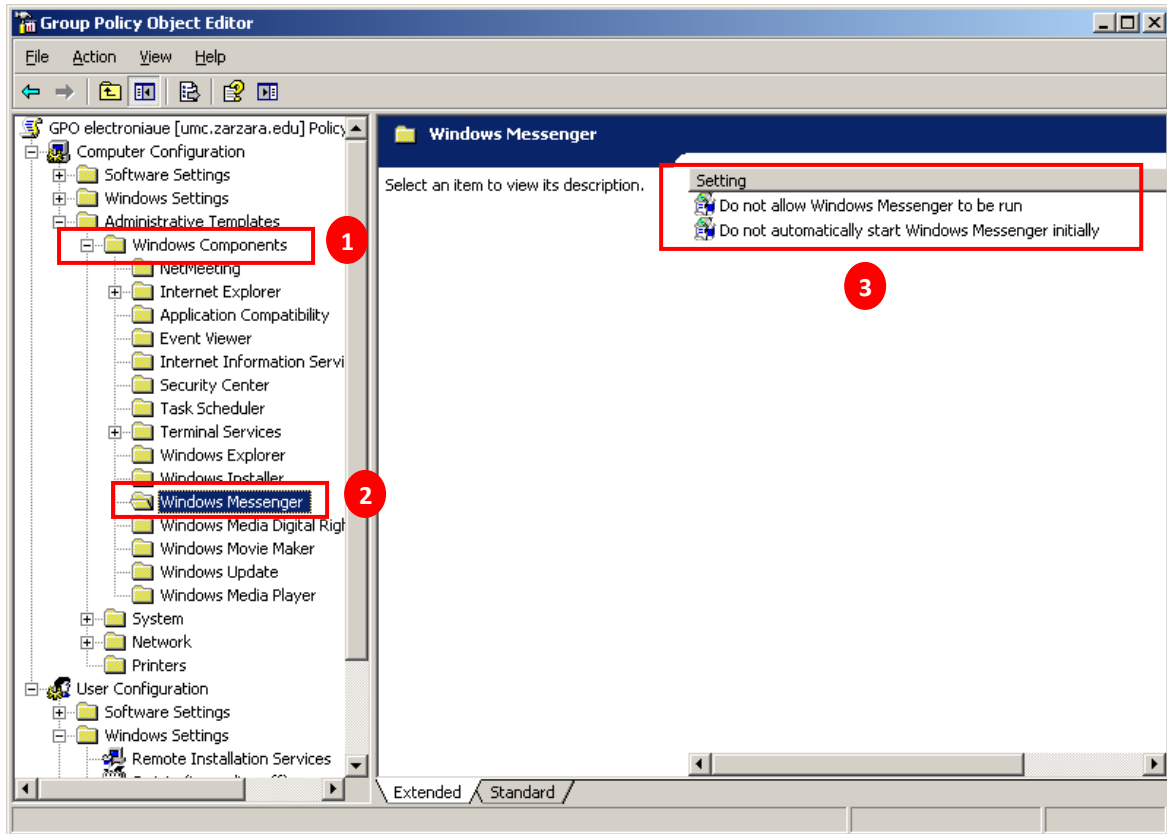 Group Policy Object Editor
File Action View Help
GPO electroniaue [umc.zarzara.edu] Policy
Computer Configuration
Software Settings
Windows Settings
Administrative Templates
Windows Components
NetMeeting
Internet Explorer
Application Compatibility
Event Viewer
Internet Information Servi
Security Center
Task Scheduler
Terminal Services
Windows Explorer
Windows Installer
Windows Messenger
Windows Media Digital Righ
Windows Movie Maker
Windows Update
Windows Media Player
System
Network
Printers
User Configuration
Software Settings
Windows Settings
Remote Installation Services
1
2
Windows Messenger
Select an item to view its description.
Setting
Do not allow Windows Messenger to be run
Do not automatically start Windows Messenger initially
3
Extended Standard